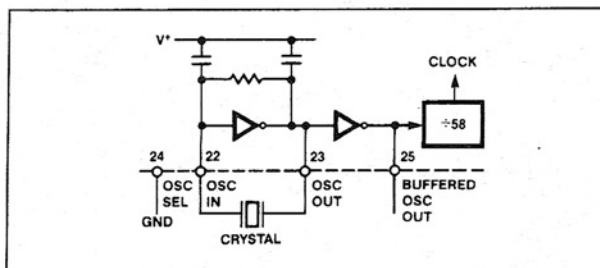 V+
CLOCK
÷58
24 22 23 25
OSC SEL
OSC IN
OSC OUT
BUFFERED OSC OUT
GND
CRYSTAL